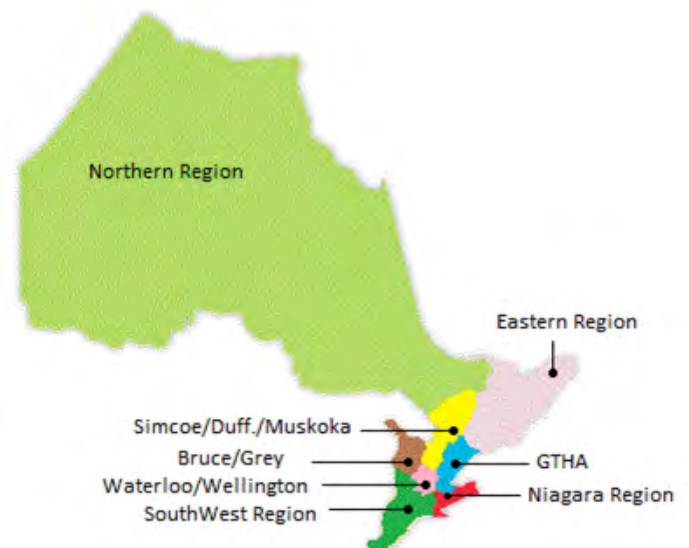 Northern Region
Eastern Region
Simcoe/Duff./Muskoka
Bruce/Grey
GTHA
Waterloo/Wellington
Niagara Region
SouthWest Region